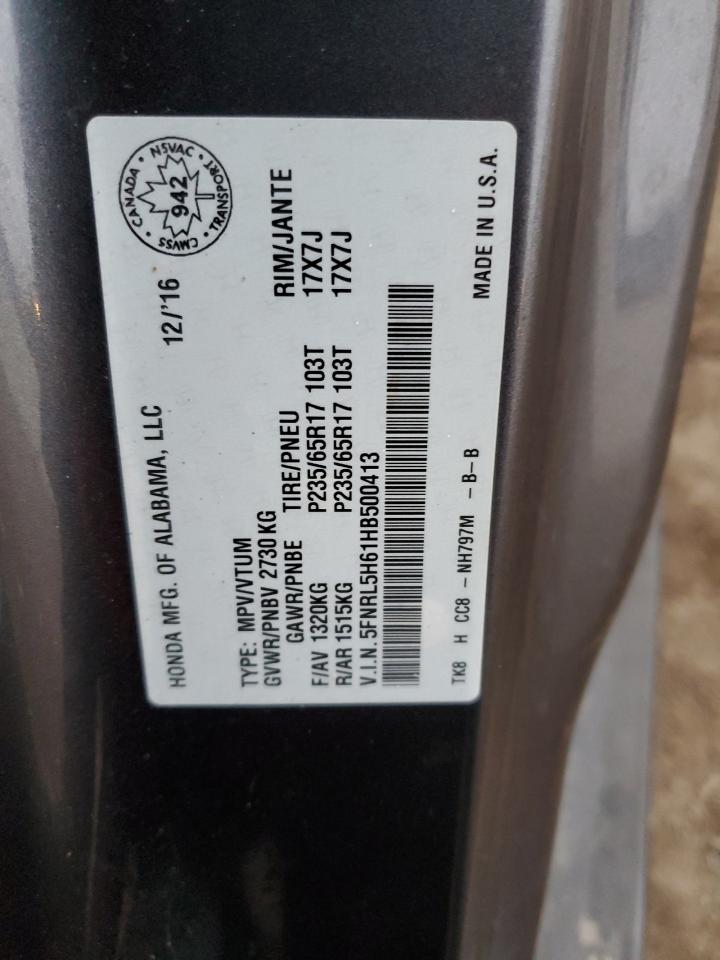 HONDA MFG. OF ALABAMA, LLC 12/'16
CANADA • NSVAC • TRANSPORT • CMVSS •
942
TYPE: MPV/VTUM
GVWR/PNBV 2730 KG
GAWR/PNBE TIRE/PNEU RIM/JANTE
F/AV 1320KG P235/65R17 103T 17X7J
R/AR 1515KG P235/65R17 103T 17X7J
V.I.N. 5FNRL5H61HB500413
TK8 H CC8 - NH797M - B-B MADE IN U.S.A.